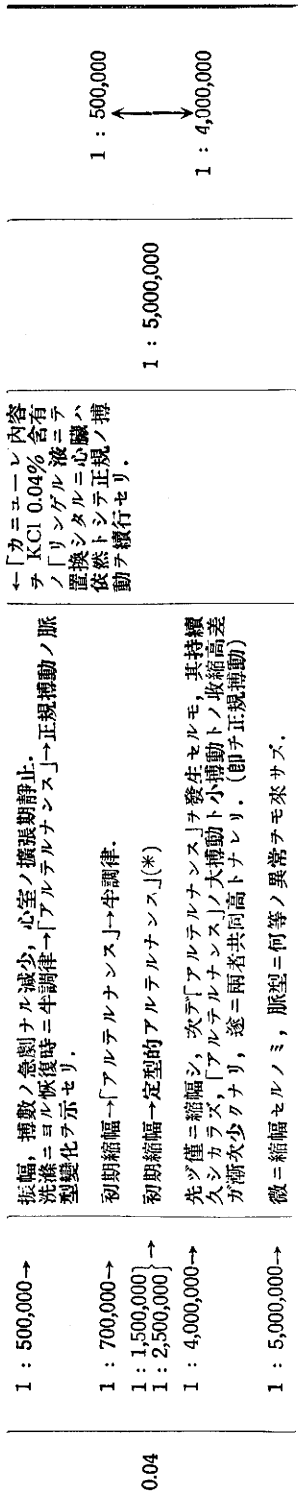 0.04
1 : 500,000→
振幅，搏數ノ急劇ナル減少，心室ノ擴張期靜止．
洗滌ニヨル恢復時ニ半調律→「アルテルナンス」→正規搏動ノ脈
型變化ヲ示セリ．
1 : 700,000→
初期縮幅→「アルテルナンス」→半調律．
1 : 1,500,000
1 : 2,500,000 }→
初期縮幅→定型的アルテルナンス」(*)
1 : 4,000,000→
先ヅ僅ニ縮幅シ，次デ「アルテルナンス」ヲ發生セルモ，其持續
久シカラズ，「アルテルナンス」ノ大搏動ト小搏動トノ收縮高差
ガ漸次少クナリ，遂ニ兩者共同高トナレリ．(卽チ正規搏動)
1 : 5,000,000→
微ニ縮幅セルノミ，脈型ニ何等ノ異常ヲモ來サズ．
←「カニューレ」內容
ヲ KCl 0.04% 含有
ノ「リンゲル」液ニテ
置換シタルニ心臟ハ
依然トシテ正規ノ搏
動ヲ續行セリ．
1 : 5,000,000
1 : 500,000
↕
1 : 4,000,000